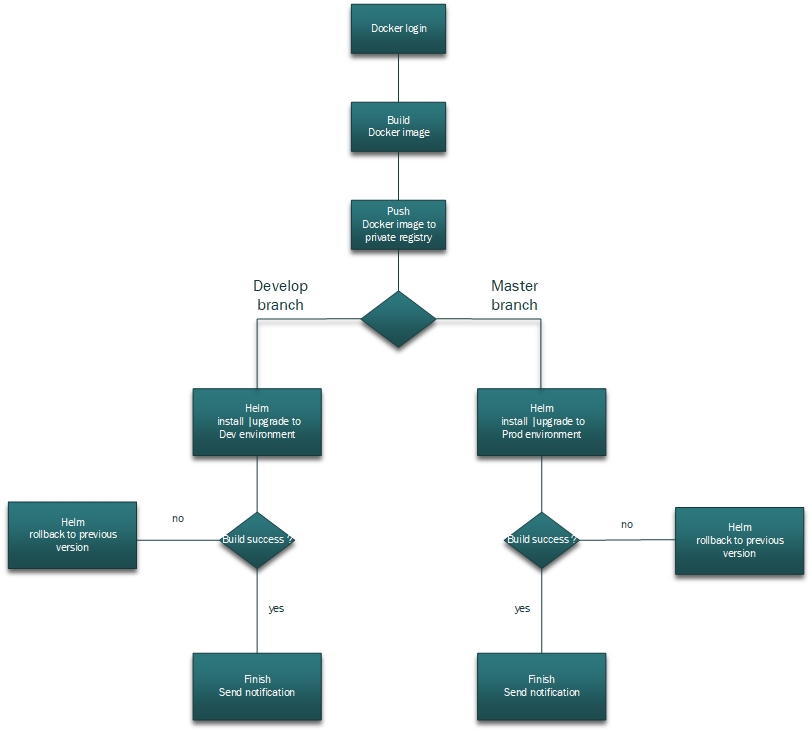 Docker login
Build
Docker image
Push
Docker image to
private registry
Develop
branch
Master
branch
Helm
install |upgrade to
Dev environment
Helm
install |upgrade to
Prod environment
Helm
rollback to previous
version
no
Build success ?
Build success ?
no
Helm
rollback to previous
version
yes
yes
Finish
Send notification
Finish
Send notification